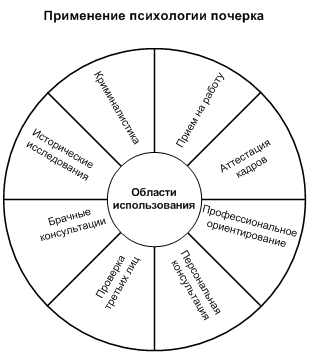 Применение психологии почерка
Криминалистика
Прием на работу
Аттестация
кадров
Профессиональное
ориентирование
Персональная
консультация
Проверка
третьих лиц
Брачные
консультации
Исторические
исследования
Области
использования